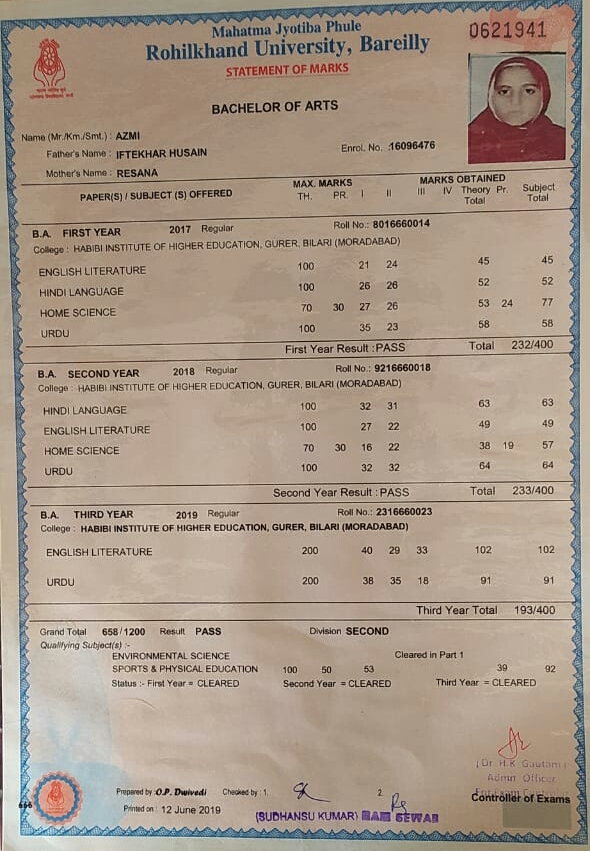 Mahatma Jyotiba Phule
Rohilkhand University, Bareilly
0621941
STATEMENT OF MARKS
BACHELOR OF ARTS
Name (Mr./Km./Smt.) : AZMI
Father's Name : IFTEKHAR HUSAIN Enrol. No. :16096476
Mother's Name : RESANA
PAPER(S) / SUBJECT (S) OFFERED MAX. MARKS MARKS OBTAINED Subject Total
TH. PR. I II III IV Theory Total Pr.
B.A. FIRST YEAR 2017 Regular Roll No.: 8016660014
College : HABIBI INSTITUTE OF HIGHER EDUCATION, GURER, BILARI (MORADABAD)
ENGLISH LITERATURE 100 21 24 45 45
HINDI LANGUAGE 100 26 26 52 52
HOME SCIENCE 70 30 27 26 53 24 77
URDU 100 35 23 58 58
First Year Result :PASS Total 232/400
B.A. SECOND YEAR 2018 Regular Roll No.: 9216660018
College : HABIBI INSTITUTE OF HIGHER EDUCATION, GURER, BILARI (MORADABAD)
HINDI LANGUAGE 100 32 31 63 63
ENGLISH LITERATURE 100 27 22 49 49
HOME SCIENCE 70 30 16 22 38 19 57
URDU 100 32 32 64 64
Second Year Result :PASS Total 233/400
B.A. THIRD YEAR 2019 Regular Roll No.: 2316660023
College : HABIBI INSTITUTE OF HIGHER EDUCATION, GURER, BILARI (MORADABAD)
ENGLISH LITERATURE 200 40 29 33 102 102
URDU 200 38 35 18 91 91
Third Year Total 193/400
Grand Total 658/1200 Result PASS Division SECOND
Qualifying Subject(s) :-
ENVIRONMENTAL SCIENCE Cleared in Part 1
SPORTS & PHYSICAL EDUCATION 100 50 53 39 92
Status :- First Year = CLEARED Second Year = CLEARED Third Year = CLEARED
(Dr. H.K. Gautam)
Admn. Officer
For Exam Controller
Controller of Exams
Prepared by :O.P. Dwivedi Checked by : 1. 2.
666
Printed on : 12 June 2019
(SUDHANSU KUMAR) RAM SEWAK